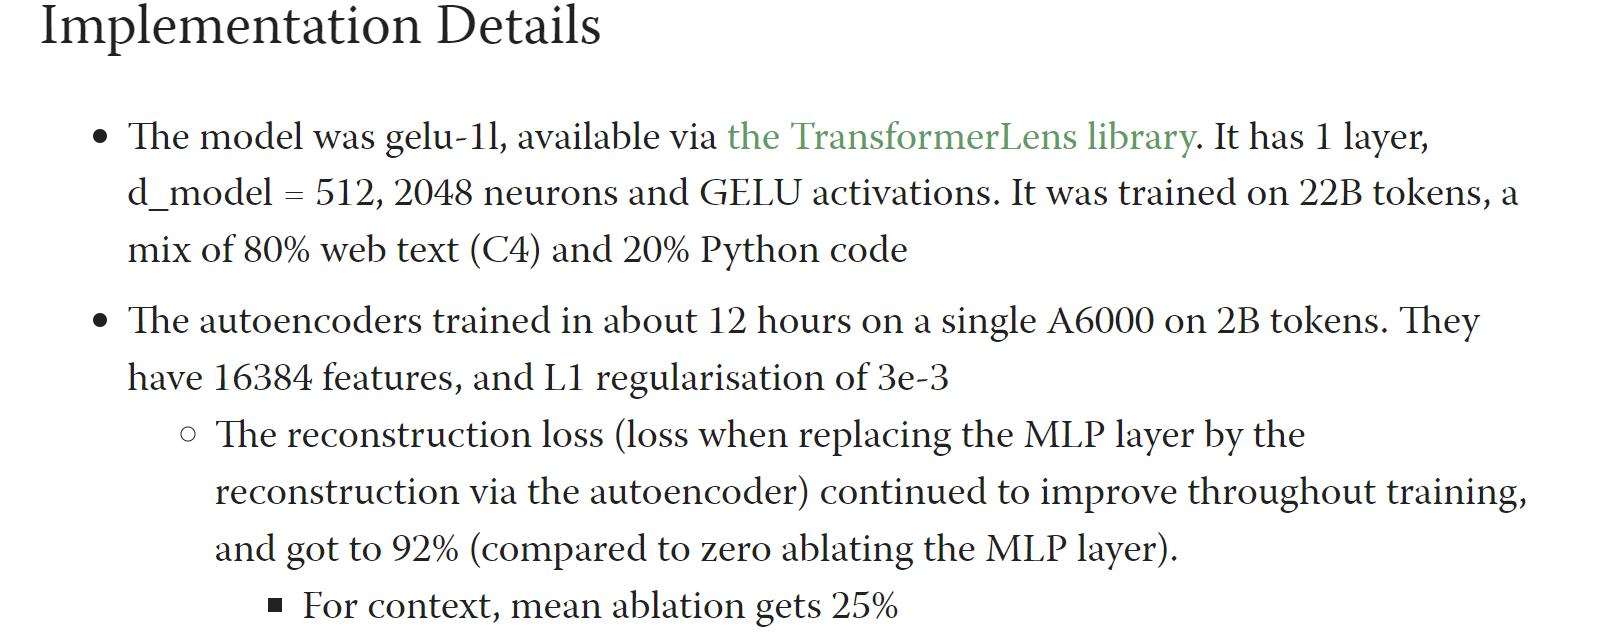 Implementation Details
The model was gelu-1l, available via the TransformerLens library. It has 1 layer,
d_model = 512, 2048 neurons and GELU activations. It was trained on 22B tokens, a
mix of 80% web text (C4) and 20% Python code
The autoencoders trained in about 12 hours on a single A6000 on 2B tokens. They
have 16384 features, and L1 regularisation of 3e-3
The reconstruction loss (loss when replacing the MLP layer by the
reconstruction via the autoencoder) continued to improve throughout training,
and got to 92% (compared to zero ablating the MLP layer).
For context, mean ablation gets 25%